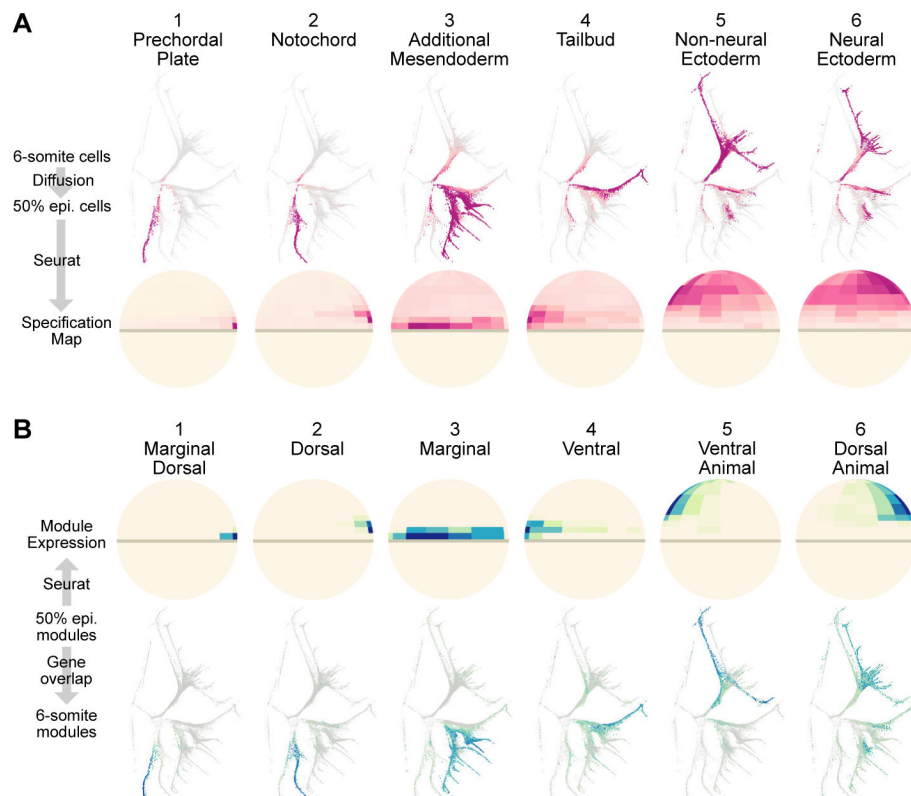 A
1
Prechordal
Plate
2
Notochord
3
Additional
Mesendoderm
4
Tailbud
5
Non-neural
Ectoderm
6
Neural
Ectoderm
6-somite cells
Diffusion
50% epi. cells
Seurat
Specification
Map
B
1
Marginal
Dorsal
2
Dorsal
3
Marginal
4
Ventral
5
Ventral
Animal
6
Dorsal
Animal
Module
Expression
Seurat
50% epi.
modules
Gene
overlap
6-somite
modules